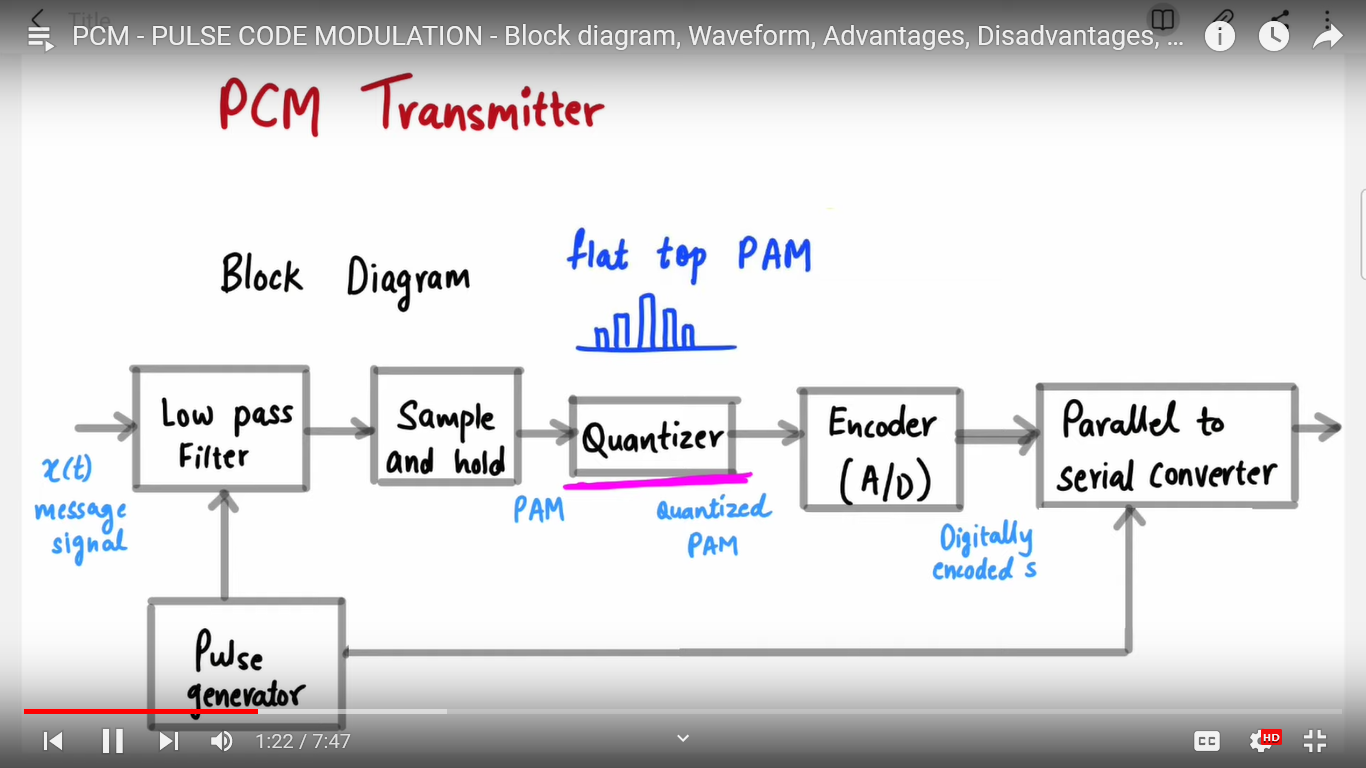 Title
PCM - PULSE CODE MODULATION - Block diagram, Waveform, Advantages, Disadvantages, ...
PCM Transmitter
Block Diagram
flat top PAM
Low pass
Filter
Sample
and hold
Quantizer
Encoder
(A/D)
Parallel to
serial converter
x(t)
message
signal
PAM
Quantized
PAM
Digitally
encoded s
Pulse
generator
1:22 / 7:47
CC
HD